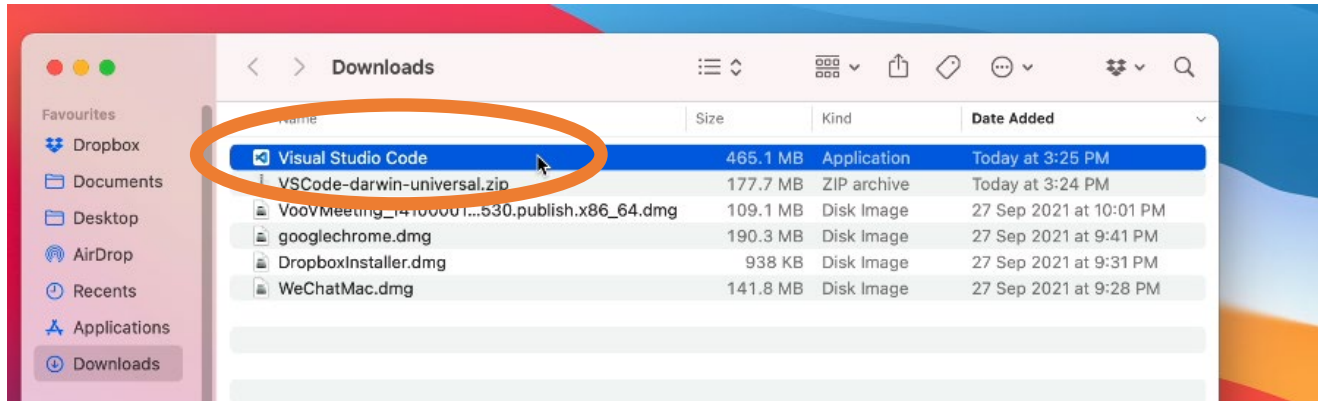 Downloads
Favourites
Dropbox
Documents
Desktop
AirDrop
Recents
Applications
Downloads
Name Size Kind Date Added
Visual Studio Code 465.1 MB Application Today at 3:25 PM
VSCode-darwin-universal.zip 177.7 MB ZIP archive Today at 3:24 PM
109.1 MB Disk Image 27 Sep 2021 at 10:01 PM
googlechrome.dmg 190.3 MB Disk Image 27 Sep 2021 at 9:41 PM
DropboxInstaller.dmg 938 KB Disk Image 27 Sep 2021 at 9:31 PM
WeChatMac.dmg 141.8 MB Disk Image 27 Sep 2021 at 9:28 PM